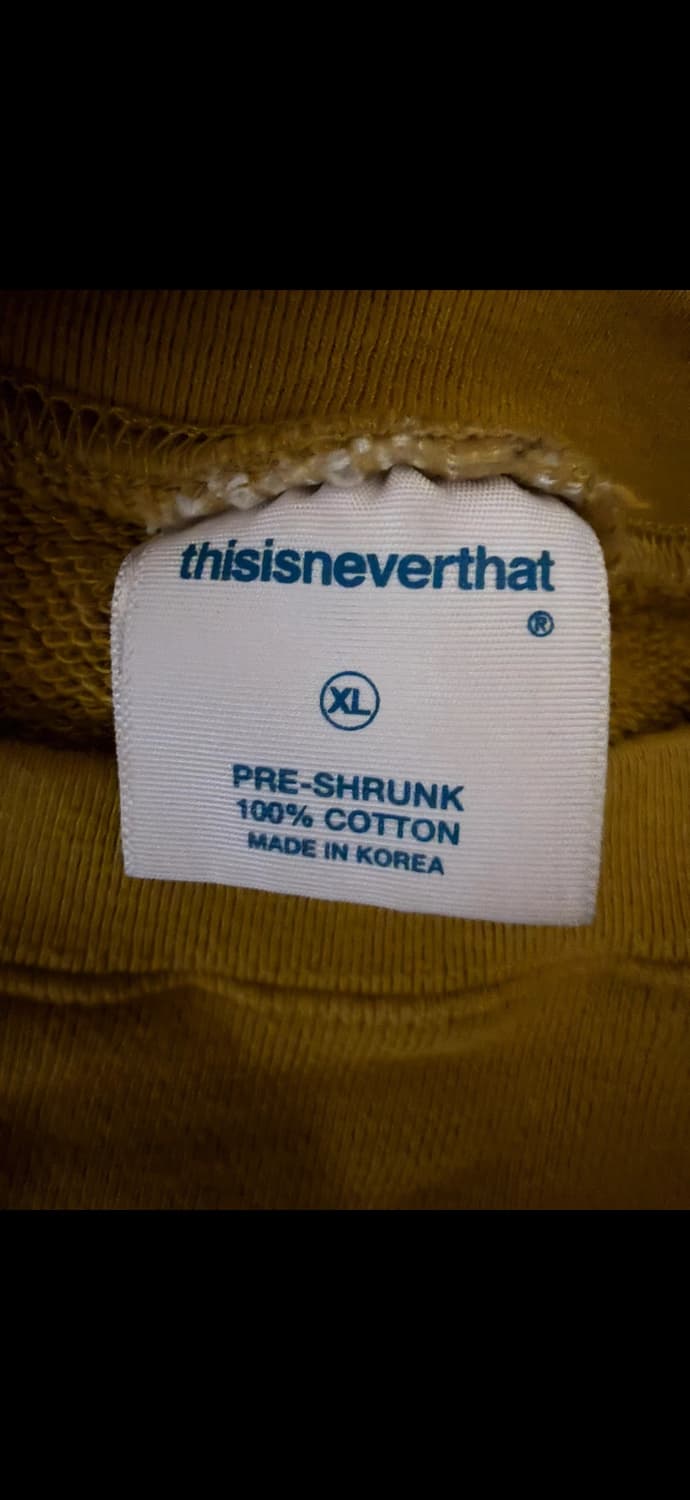 thisisneverthat
®
XL
PRE-SHRUNK
100% COTTON
MADE IN KOREA